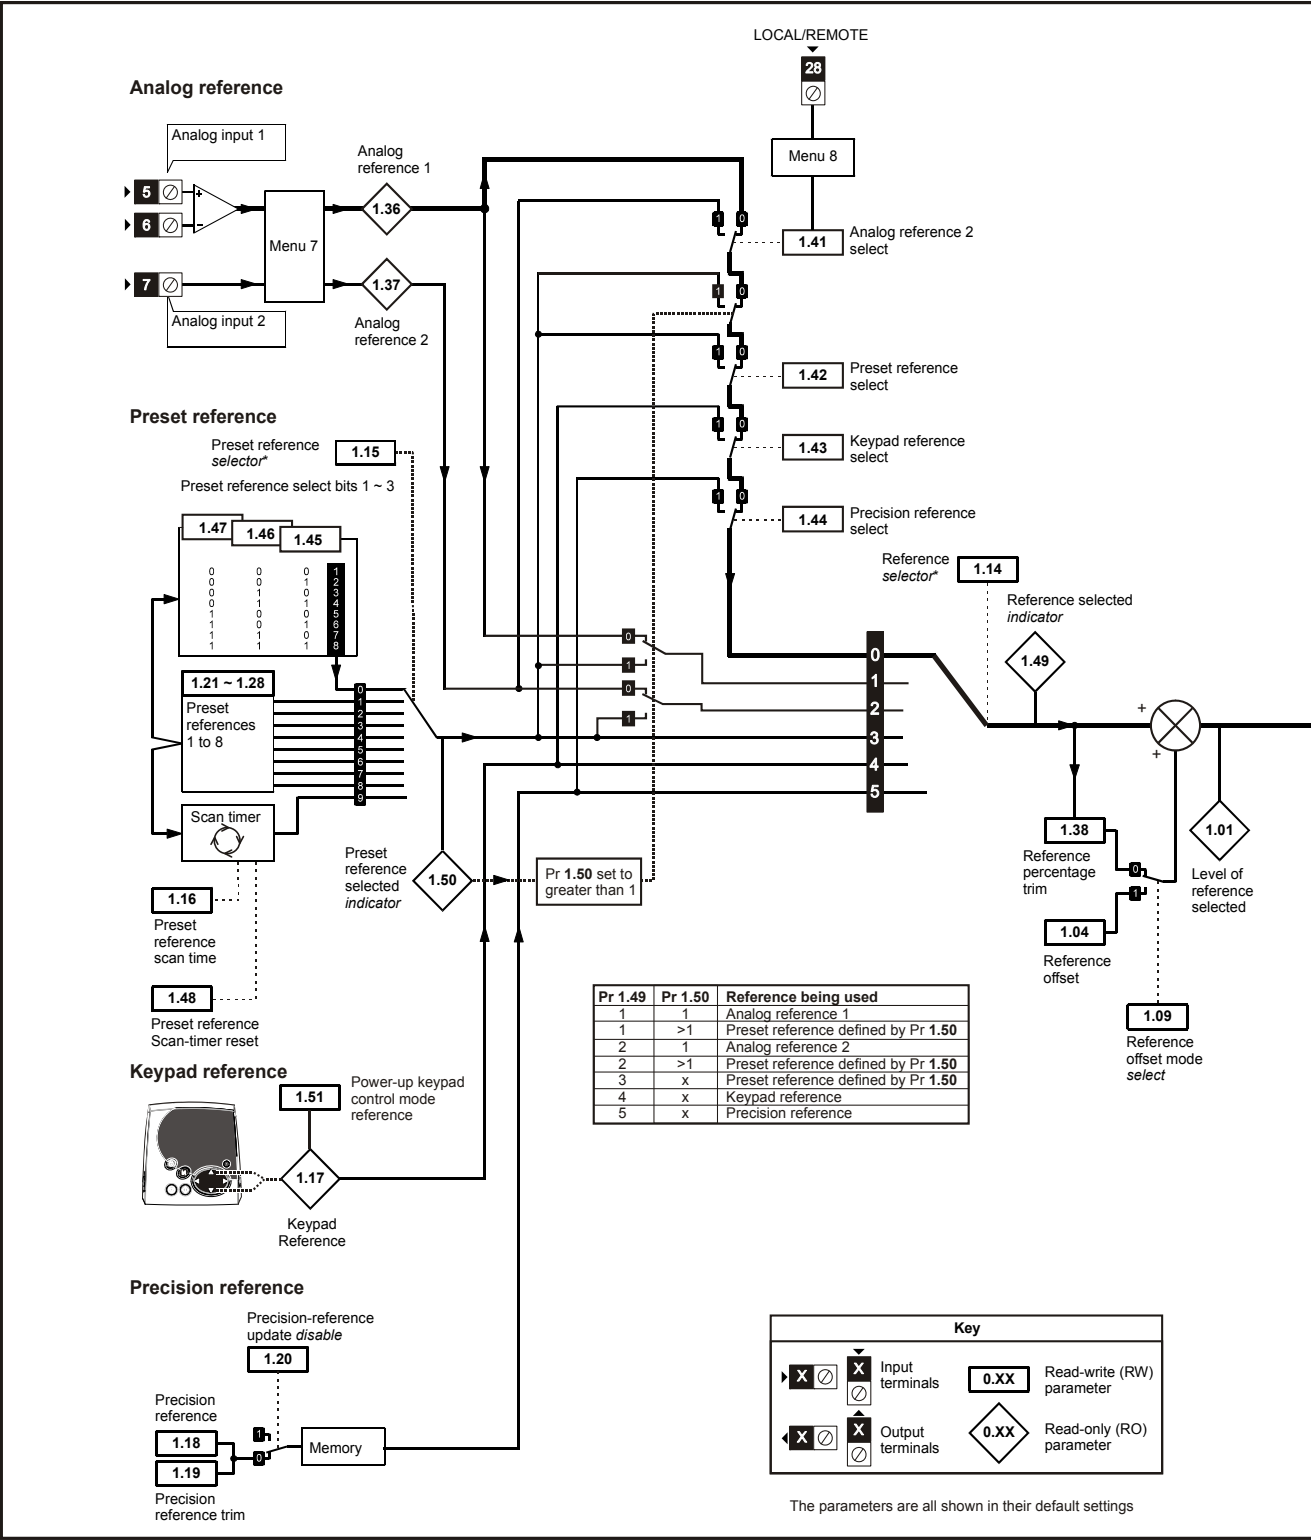 LOCAL/REMOTE
28
Menu 8
Analog reference
Analog input 1
5
6
+
−
7
Analog input 2
Menu 7
Analog
reference 1
1.36
1.37
Analog
reference 2
1 0
1.41
Analog reference 2
select
1 0
1 0
1.42
Preset reference
select
1 0
1.43
Keypad reference
select
1 0
1.44
Precision reference
select
Preset reference
Preset reference
selector*
1.15
Preset reference select bits 1 ~ 3
1.47
1.46
1.45
0 0 0 1
0 0 1 2
0 1 0 3
0 1 1 4
1 0 0 5
1 0 1 6
1 1 0 7
1 1 1 8
1.21 ~ 1.28
Preset
references
1 to 8
0
1
2
3
4
5
6
7
8
9
Scan timer
1.16
Preset
reference
scan time
1.48
Preset reference
Scan-timer reset
Preset
reference
selected
indicator
1.50
Pr 1.50 set to
greater than 1
0
1
0
1
0
1
2
3
4
5
Reference
selector*
1.14
Reference selected
indicator
1.49
+
+
1.38
Reference
percentage
trim
0
1
1.04
Reference
offset
1.01
Level of
reference
selected
1.09
Reference
offset mode
select
Pr 1.49 Pr 1.50 Reference being used
1 1 Analog reference 1
1 >1 Preset reference defined by Pr 1.50
2 1 Analog reference 2
2 >1 Preset reference defined by Pr 1.50
3 x Preset reference defined by Pr 1.50
4 x Keypad reference
5 x Precision reference
Keypad reference
1.51
Power-up keypad
control mode
reference
1.17
Keypad
Reference
Precision reference
Precision-reference
update disable
1.20
Precision
reference
1.18
1.19
Precision
reference trim
1
0
Memory
Key
X X
Input
terminals
0.XX
Read-write (RW)
parameter
X X
Output
terminals
0.XX
Read-only (RO)
parameter
The parameters are all shown in their default settings